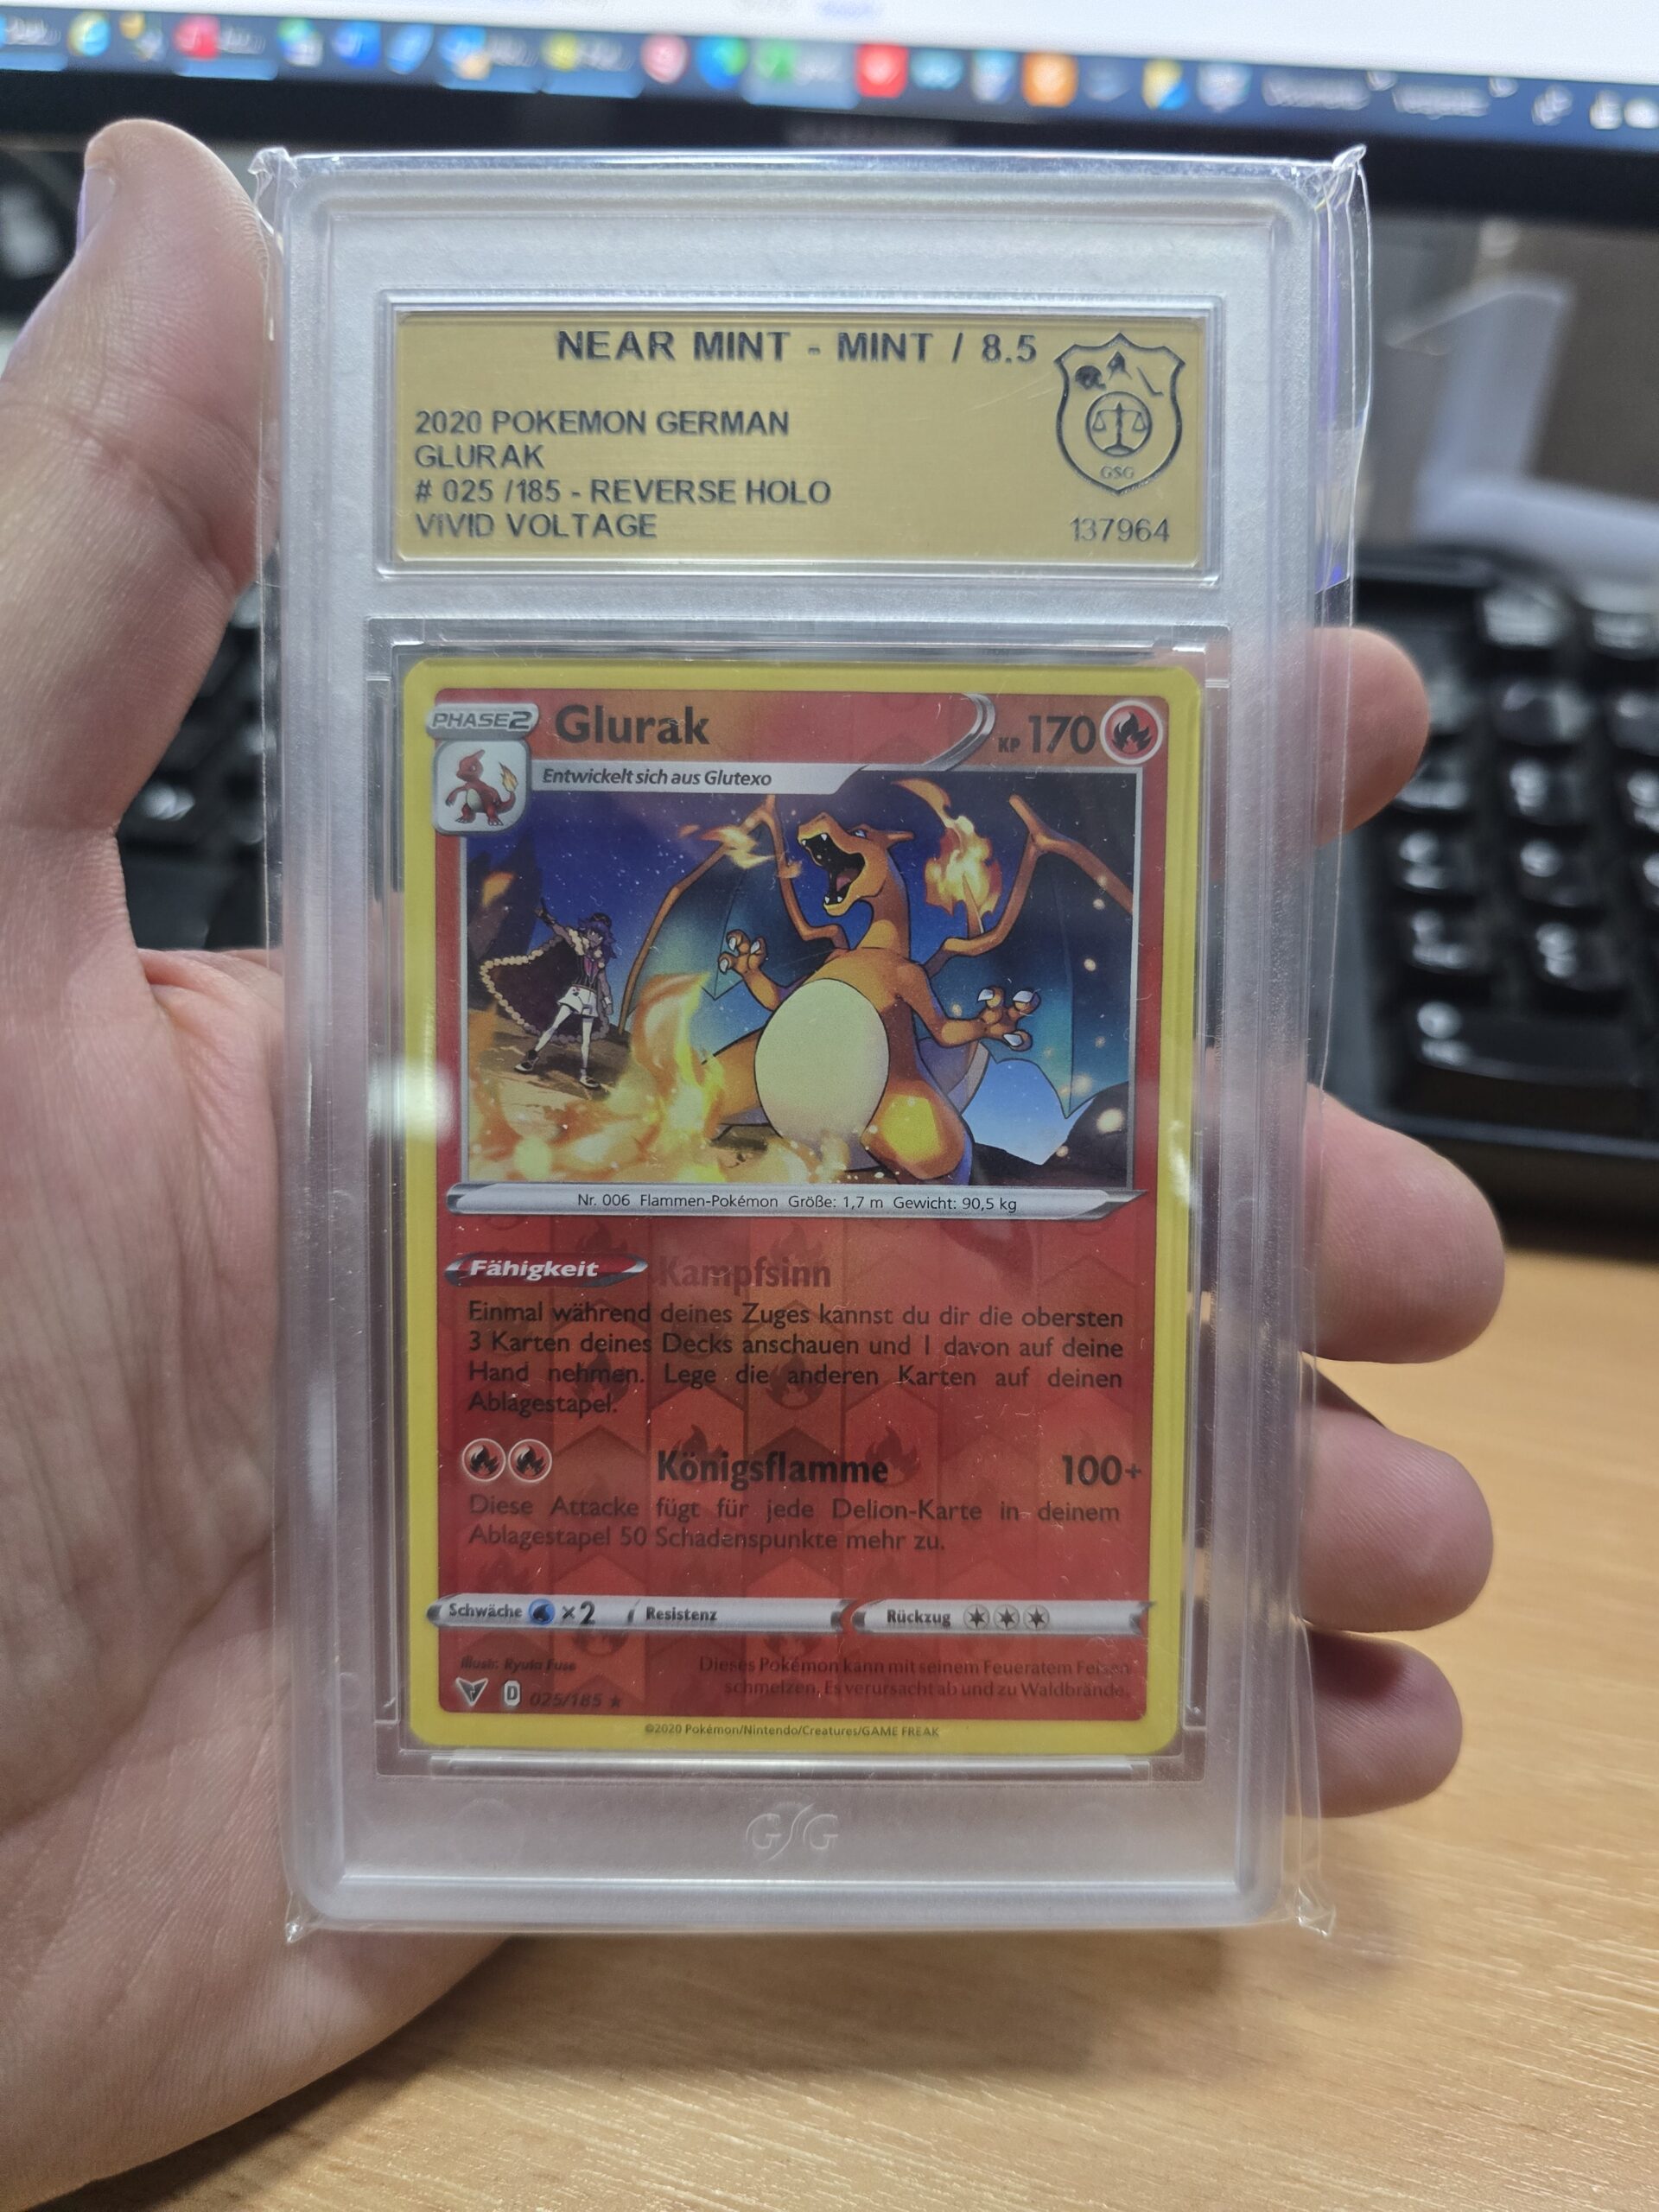 NEAR MINT - MINT / 8.5
2020 POKEMON GERMAN
GLURAK
# 025 /185 - REVERSE HOLO
VIVID VOLTAGE
GSG
137964
PHASE2
Glurak
KP 170
Entwickelt sich aus Glutexo
Nr. 006 Flammen-Pokémon Größe: 1,7 m Gewicht: 90,5 kg
Fähigkeit Kampfsinn
Einmal während deines Zuges kannst du dir die obersten
3 Karten deines Decks anschauen und 1 davon auf deine
Hand nehmen. Lege die anderen Karten auf deinen
Ablagestapel.
Königsflamme 100+
Diese Attacke fügt für jede Delion-Karte in deinem
Ablagestapel 50 Schadenspunkte mehr zu.
Schwäche ×2 Resistenz Rückzug
Illustr. Ryuta Fuse
Dieses Pokémon kann mit seinem Feueratem Felsen
schmelzen. Es verursacht ab und zu Waldbrände.
D 025/185 ★
©2020 Pokémon/Nintendo/Creatures/GAME FREAK
GSG